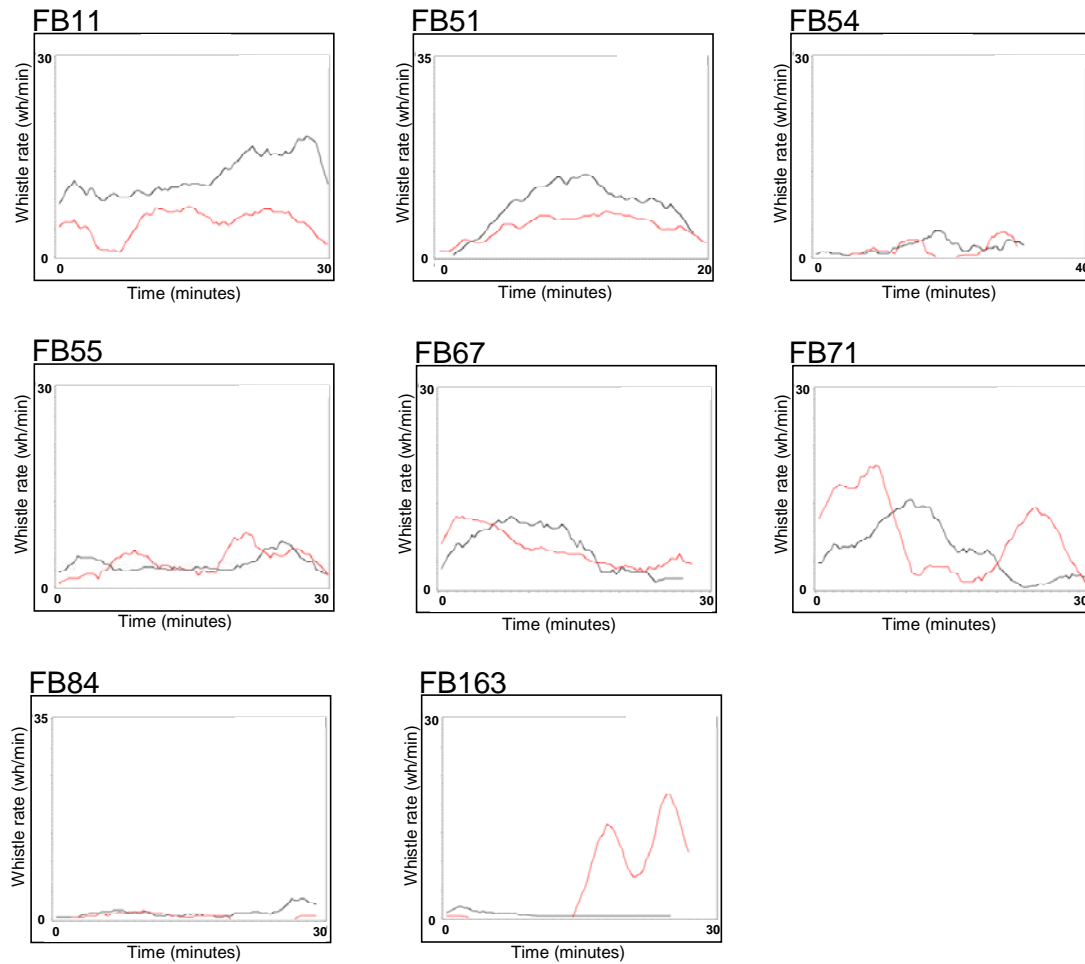 FB11
30
Whistle rate (wh/min)
0
0
30
Time (minutes)
FB51
35
Whistle rate (wh/min)
0
0
20
Time (minutes)
FB54
30
Whistle rate (wh/min)
0
0
40
Time (minutes)
FB55
30
Whistle rate (wh/min)
0
0
30
Time (minutes)
FB67
30
Whistle rate (wh/min)
0
0
30
Time (minutes)
FB71
30
Whistle rate (wh/min)
0
0
30
Time (minutes)
FB84
35
Whistle rate (wh/min)
0
0
30
Time (minutes)
FB163
30
Whistle rate (wh/min)
0
0
30
Time (minutes)